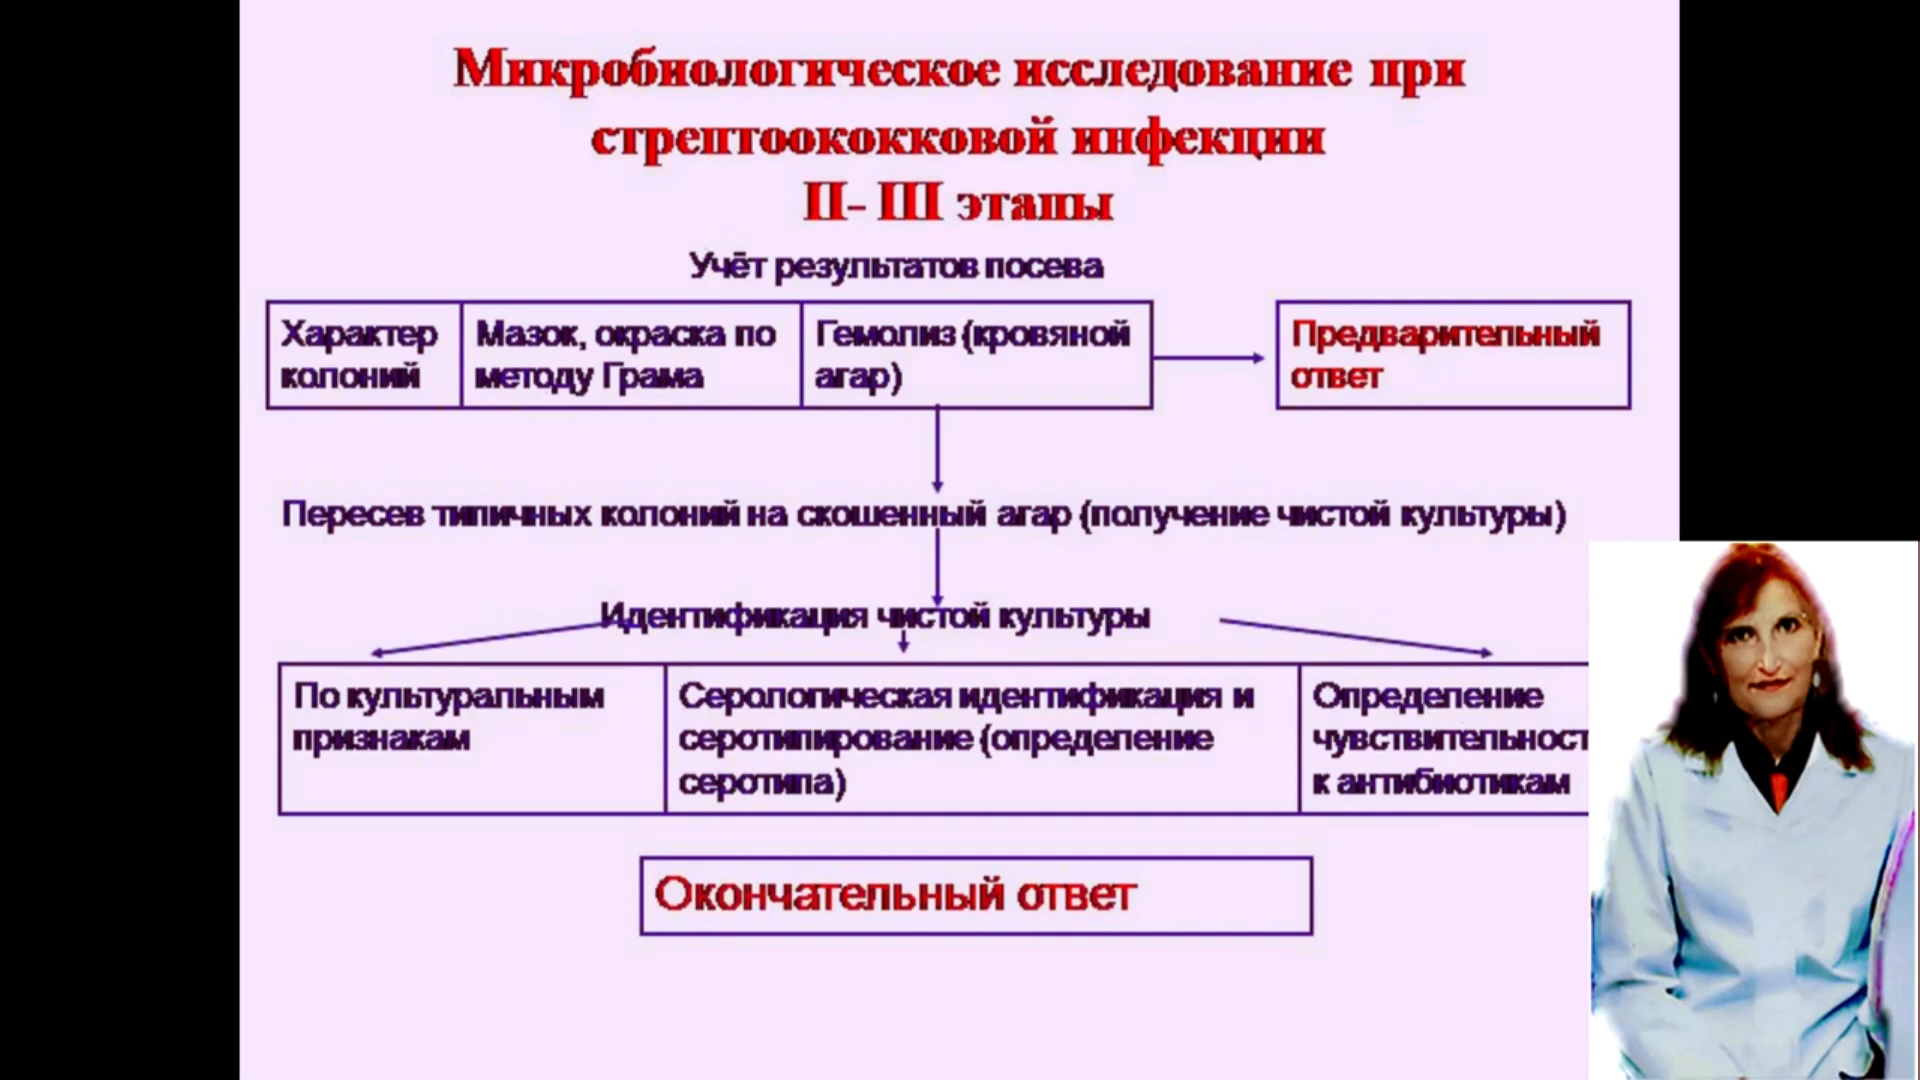 Микробиологическое исследование при
стрептоококковой инфекции
II- III этапы
Учёт результатов посева
Характер
колоний
Мазок, окраска по
методу Грама
Гемолиз (кровяной
агар)
Предварительный
ответ
Пересев типичных колоний на скошенный агар (получение чистой культуры)
Идентификация чистой культуры
По культуральным
признакам
Серологическая идентификация и
серотипирование (определение
серотипа)
Определение
чувствительност
к антибиотикам
Окончательный ответ